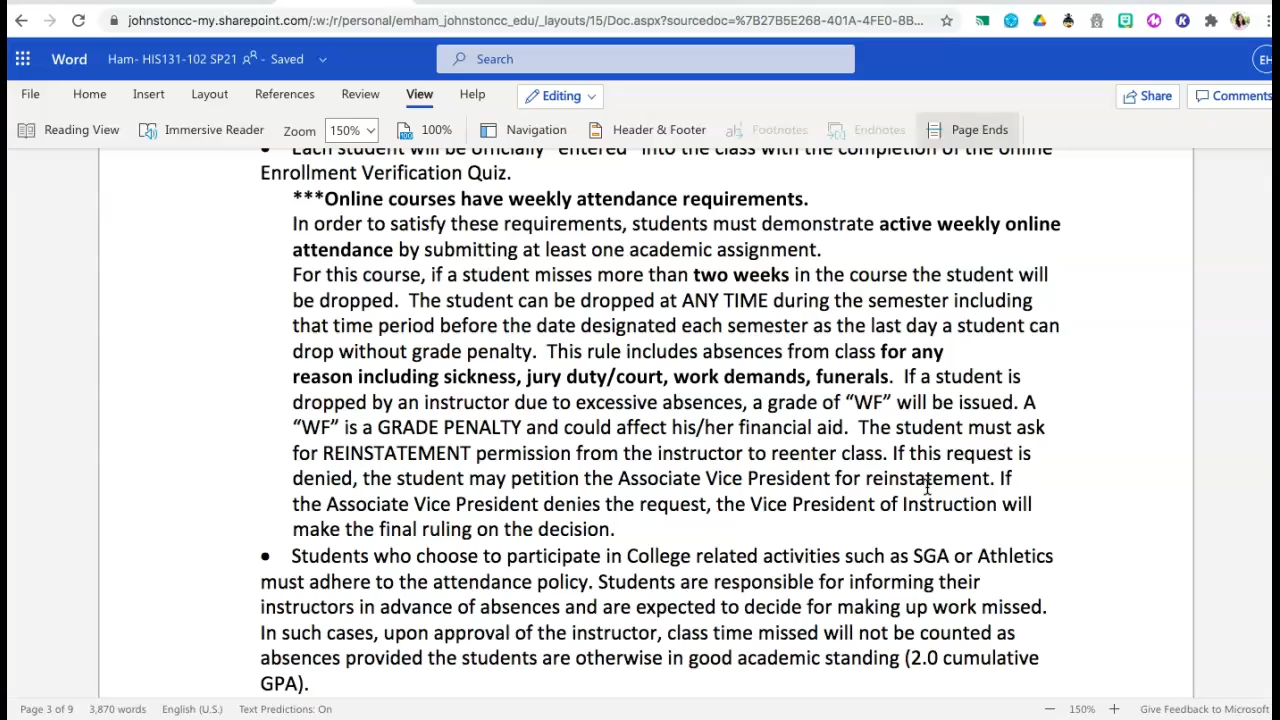 johnstoncc-my.sharepoint.com/:w:/r/personal/emham_johnstoncc_edu/_layouts/15/Doc.aspx?sourcedoc=%7B27B5E268-401A-4FE0-8B...
Word Ham- HIS131-102 SP21 - Saved Search EH
File Home Insert Layout References Review View Help Editing Share Comments
Reading View Immersive Reader Zoom 150% 100% Navigation Header & Footer Footnotes Endnotes Page Ends
• Each student will be officially "entered" into the class with the completion of the online
Enrollment Verification Quiz.
***Online courses have weekly attendance requirements.
In order to satisfy these requirements, students must demonstrate active weekly online
attendance by submitting at least one academic assignment.
For this course, if a student misses more than two weeks in the course the student will
be dropped.  The student can be dropped at ANY TIME during the semester including
that time period before the date designated each semester as the last day a student can
drop without grade penalty.  This rule includes absences from class for any
reason including sickness, jury duty/court, work demands, funerals.  If a student is
dropped by an instructor due to excessive absences, a grade of “WF” will be issued. A
“WF” is a GRADE PENALTY and could affect his/her financial aid.  The student must ask
for REINSTATEMENT permission from the instructor to reenter class. If this request is
denied, the student may petition the Associate Vice President for reinstatement. If
the Associate Vice President denies the request, the Vice President of Instruction will
make the final ruling on the decision.
• Students who choose to participate in College related activities such as SGA or Athletics
must adhere to the attendance policy. Students are responsible for informing their
instructors in advance of absences and are expected to decide for making up work missed.
In such cases, upon approval of the instructor, class time missed will not be counted as
absences provided the students are otherwise in good academic standing (2.0 cumulative
GPA).
Page 3 of 9 3,870 words English (U.S.) Text Predictions: On 150% Give Feedback to Microsoft